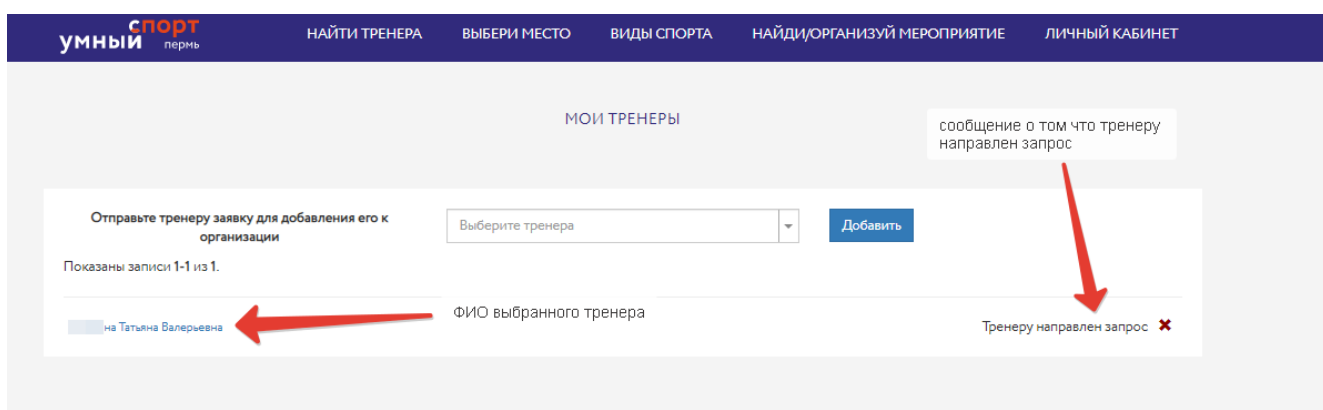 умный спорт пермь
НАЙТИ ТРЕНЕРА ВЫБЕРИ МЕСТО ВИДЫ СПОРТА НАЙДИ/ОРГАНИЗУЙ МЕРОПРИЯТИЕ ЛИЧНЫЙ КАБИНЕТ
МОИ ТРЕНЕРЫ
сообщение о том что тренеру
направлен запрос
Отправьте тренеру заявку для добавления его к
организации
Выберите тренера
Добавить
Показаны записи 1-1 из 1.
ФИО выбранного тренера
на Татьяна Валерьевна
Тренеру направлен запрос